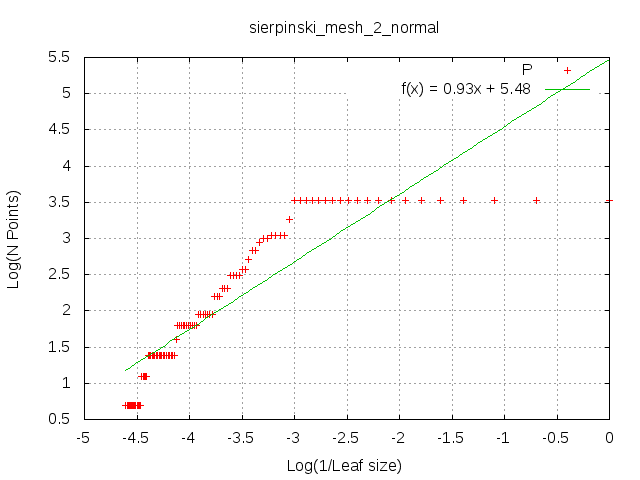 sierpinski_mesh_2_normal
5.5
P
f(x) = 0.93x + 5.48
5
4.5
4
3.5
3
2.5
2
1.5
1
0.5
Log(N Points)
-5 -4.5 -4 -3.5 -3 -2.5 -2 -1.5 -1 -0.5 0
Log(1/Leaf size)